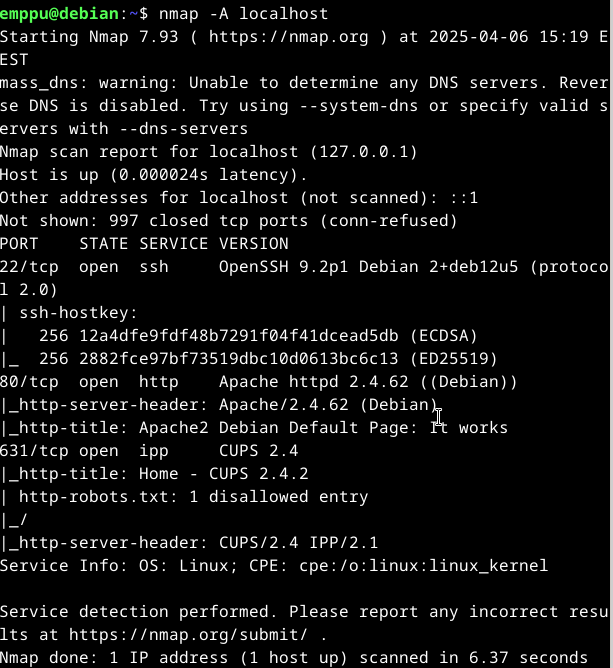 emppu@debian:~$ nmap -A localhost
Starting Nmap 7.93 ( https://nmap.org ) at 2025-04-06 15:19 E
EST
mass_dns: warning: Unable to determine any DNS servers. Rever
se DNS is disabled. Try using --system-dns or specify valid s
ervers with --dns-servers
Nmap scan report for localhost (127.0.0.1)
Host is up (0.000024s latency).
Other addresses for localhost (not scanned): ::1
Not shown: 997 closed tcp ports (conn-refused)
PORT    STATE SERVICE VERSION
22/tcp  open  ssh     OpenSSH 9.2p1 Debian 2+deb12u5 (protoco
l 2.0)
| ssh-hostkey:
|   256 12a4dfe9fdf48b7291f04f41dcead5db (ECDSA)
|_  256 2882fce97bf73519dbc10d0613bc6c13 (ED25519)
80/tcp  open  http    Apache httpd 2.4.62 ((Debian))
|_http-server-header: Apache/2.4.62 (Debian)
|_http-title: Apache2 Debian Default Page: It works
631/tcp open  ipp     CUPS 2.4
|_http-title: Home - CUPS 2.4.2
| http-robots.txt: 1 disallowed entry
|_/
|_http-server-header: CUPS/2.4 IPP/2.1
Service Info: OS: Linux; CPE: cpe:/o:linux:linux_kernel

Service detection performed. Please report any incorrect resu
lts at https://nmap.org/submit/ .
Nmap done: 1 IP address (1 host up) scanned in 6.37 seconds